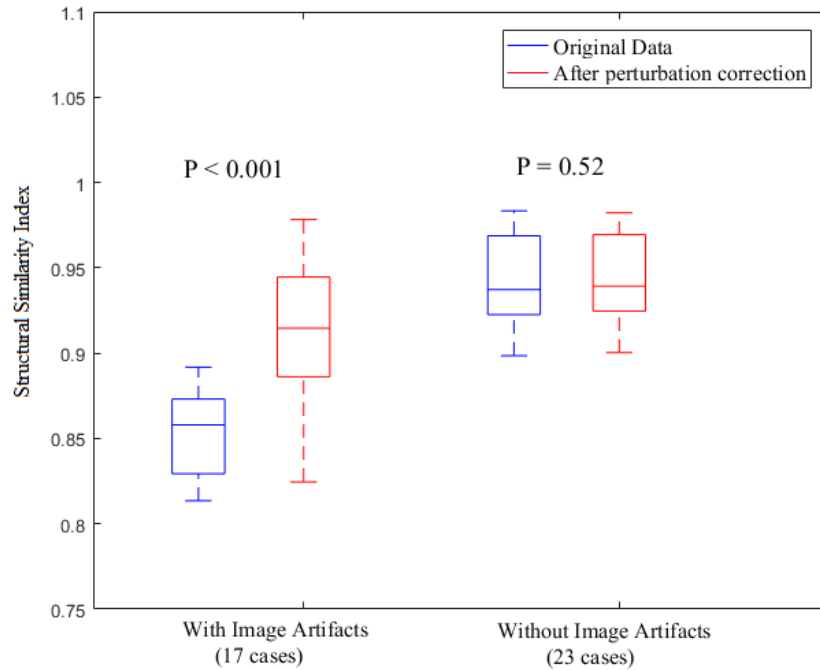 1.1
1.05
1
0.95
0.9
0.85
0.8
0.75
Structural Similarity Index
Original Data
After perturbation correction
P < 0.001
P = 0.52
With Image Artifacts
(17 cases)
Without Image Artifacts
(23 cases)